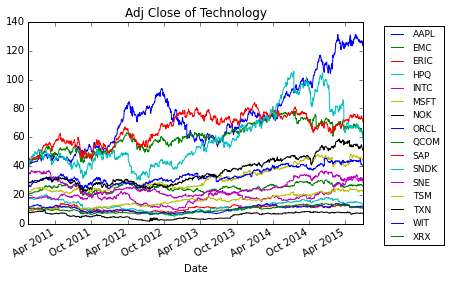 Adj Close of Technology
140
120
100
80
60
40
20
0
Apr 2011
Oct 2011
Apr 2012
Oct 2012
Apr 2013
Oct 2013
Apr 2014
Oct 2014
Apr 2015
Date
AAPL
EMC
ERIC
HPQ
INTC
MSFT
NOK
ORCL
QCOM
SAP
SNDK
SNE
TSM
TXN
WIT
XRX